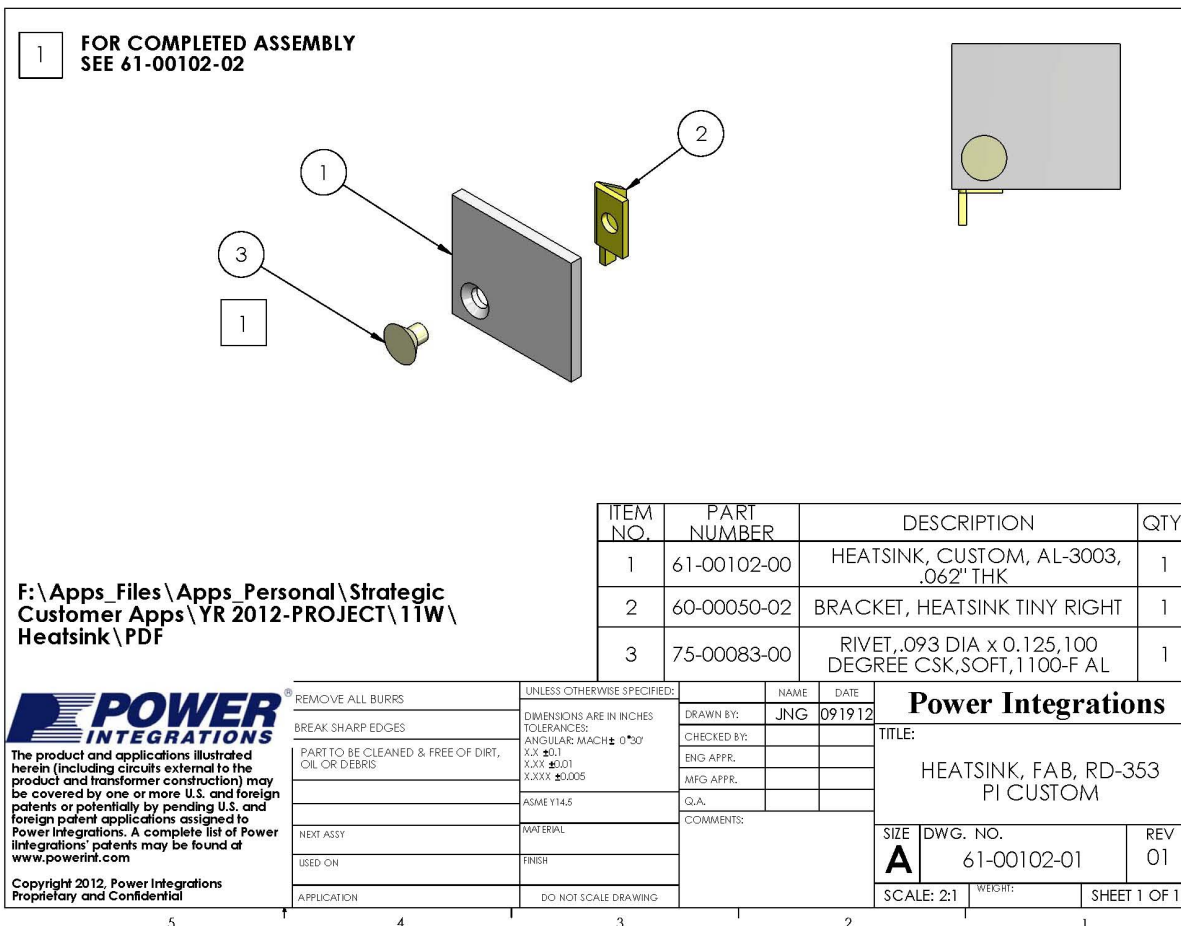 1
FOR COMPLETED ASSEMBLY
SEE 61-00102-02
1
2
3
1
F:\Apps_Files\Apps_Personal\Strategic
Customer Apps\YR 2012-PROJECT\11W\
Heatsink\PDF
ITEM NO. PART NUMBER DESCRIPTION QTY
1 61-00102-00 HEATSINK, CUSTOM, AL-3003, .062" THK 1
2 60-00050-02 BRACKET, HEATSINK TINY RIGHT 1
3 75-00083-00 RIVET,.093 DIA x 0.125,100 DEGREE CSK,SOFT,1100-F AL 1
POWER
INTEGRATIONS
®
The product and applications illustrated
herein (including circuits external to the
product and transformer construction) may
be covered by one or more U.S. and foreign
patents or potentially by pending U.S. and
foreign patent applications assigned to
Power Integrations. A complete list of Power
iIntegrations' patents may be found at
www.powerint.com
Copyright 2012, Power Integrations
Proprietary and Confidential
REMOVE ALL BURRS
BREAK SHARP EDGES
PART TO BE CLEANED & FREE OF DIRT,
OIL OR DEBRIS
NEXT ASSY
USED ON
APPLICATION
UNLESS OTHERWISE SPECIFIED:
DIMENSIONS ARE IN INCHES
TOLERANCES:
ANGULAR: MACH± 0°30'
X.X ±0.1
X.XX ±0.01
X.XXX ±0.005
ASME Y14.5
MATERIAL
FINISH
DO NOT SCALE DRAWING
NAME DATE
DRAWN BY: JNG 091912
CHECKED BY:
ENG APPR.
MFG APPR.
Q.A.
COMMENTS:
Power Integrations
TITLE:
HEATSINK, FAB, RD-353
PI CUSTOM
SIZE DWG. NO. REV
A 61-00102-01 01
SCALE: 2:1 WEIGHT: SHEET 1 OF 1
5 4 3 2 1